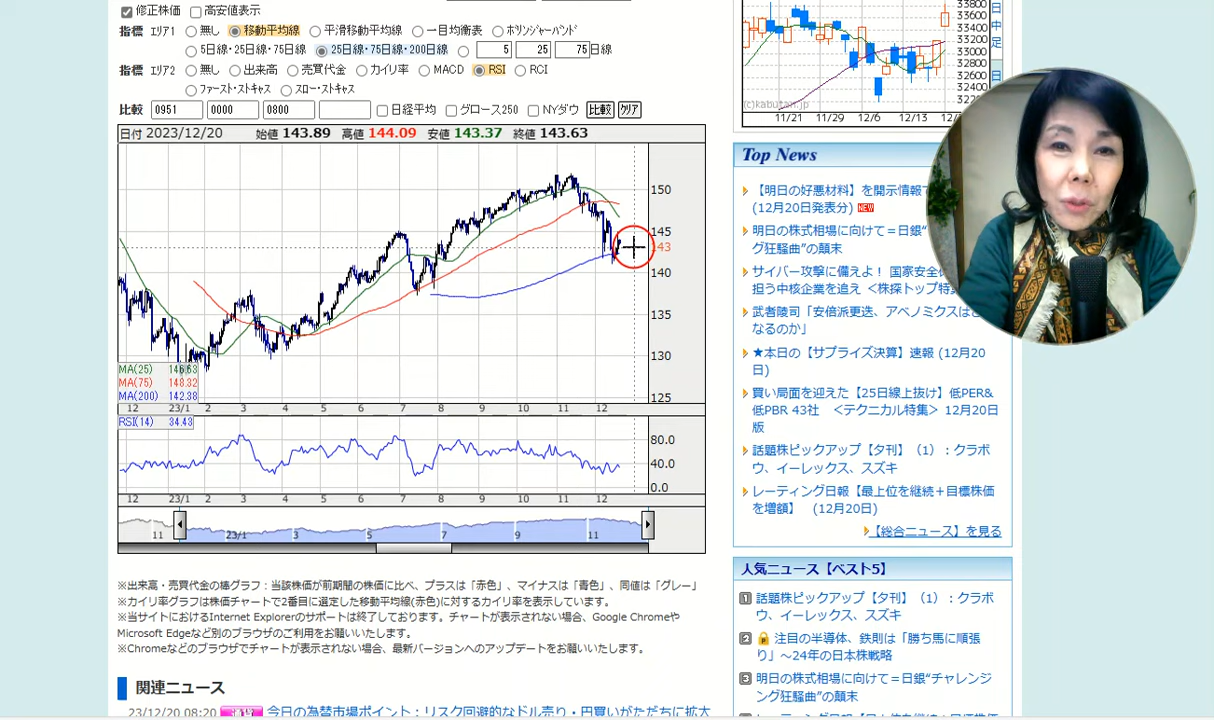 修正株価 高安値表示
指標 エリア1 無し 移動平均線 平滑移動平均線 一目均衡表 ボリンジャーバンド
5日線・25日線・75日線 25日線・75日線・200日線 5 25 75 日線
指標 エリア2 無し 出来高 売買代金 カイリ率 MACD RSI RCI
ファースト・ストキャス スロー・ストキャス
比較 0951 0000 0800 日経平均 グロース250 NYダウ 比較 クリア
日付 2023/12/20 始値 143.89 高値 144.09 安値 143.37 終値 143.63
150
145
143
140
135
130
125
MA(25) 146.63
MA(75) 148.32
MA(200) 142.38
12 23/1 2 3 4 5 6 7 8 9 10 11 12
RSI(14) 34.43
80.0
40.0
0.0
12 23/1 2 3 4 5 6 7 8 9 10 11 12
11 23/1 3 5 7 9 11
※出来高・売買代金の棒グラフ：当該株価が前期間の株価に比べ、プラスは「赤色」、マイナスは「青色」、同値は「グレー」
※カイリ率グラフは株価チャートで2番目に選定した移動平均線(赤色)に対するカイリ率を表示しています。
※当サイトにおけるInternet Explorerのサポートは終了しております。チャートが表示されない場合、Google Chromeや
Microsoft Edgeなど別のブラウザのご利用をお願いいたします。
※Chromeなどのブラウザでチャートが表示されない場合、最新バージョンへのアップデートをお願いいたします。
関連ニュース
23/12/20 08:20 今日の為替市場ポイント：リスク回避的なドル売り・円買いがただちに拡大
33800
33600
33400
33200
33000
32800
32600
32400
32200
日
中
足
日
(c)kabutan.jp
11/21 11/29 12/6 12/13
Top News
【明日の好悪材料】を開示情報で
(12月20日発表分) NEW
明日の株式相場に向けて＝日銀“
グ狂騒曲”の顛末
サイバー攻撃に備えよ！ 国家安全保
担う中核企業を追え ＜株探トップ特
武者陵司「安倍派更迭、アベノミクスは
なるのか」
★本日の【サプライズ決算】速報 (12月20
日)
買い局面を迎えた【25日線上抜け】低PER&
低PBR 43社 ＜テクニカル特集＞ 12月20日
版
話題株ピックアップ【夕刊】（1）：クラボ
ウ、イーレックス、スズキ
レーティング日報【最上位を継続＋目標株価
を増額】 (12月20日)
【総合ニュース】を見る
人気ニュース【ベスト5】
1 話題株ピックアップ【夕刊】（1）：クラボ
ウ、イーレックス、スズキ
2 注目の半導体、鉄則は「勝ち馬に順張
り」～24年の日本株戦略
3 明日の株式相場に向けて＝日銀“チャレンジ
ング狂騒曲”の顛末